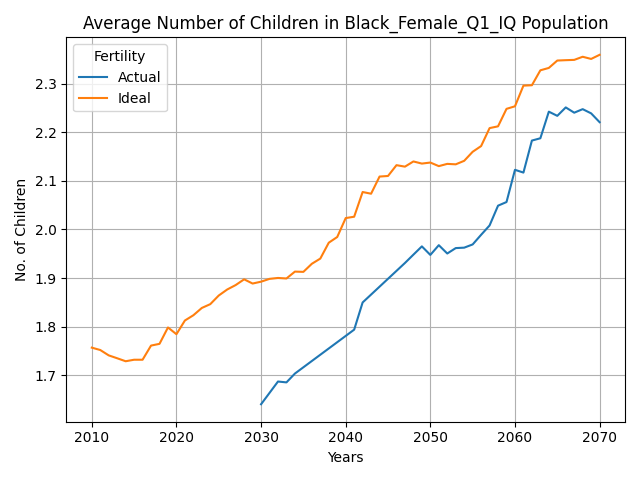 Average Number of Children in Black_Female_Q1_IQ Population
Fertility
Actual
Ideal
No. of Children
2.3
2.2
2.1
2.0
1.9
1.8
1.7
2010 2020 2030 2040 2050 2060 2070
Years